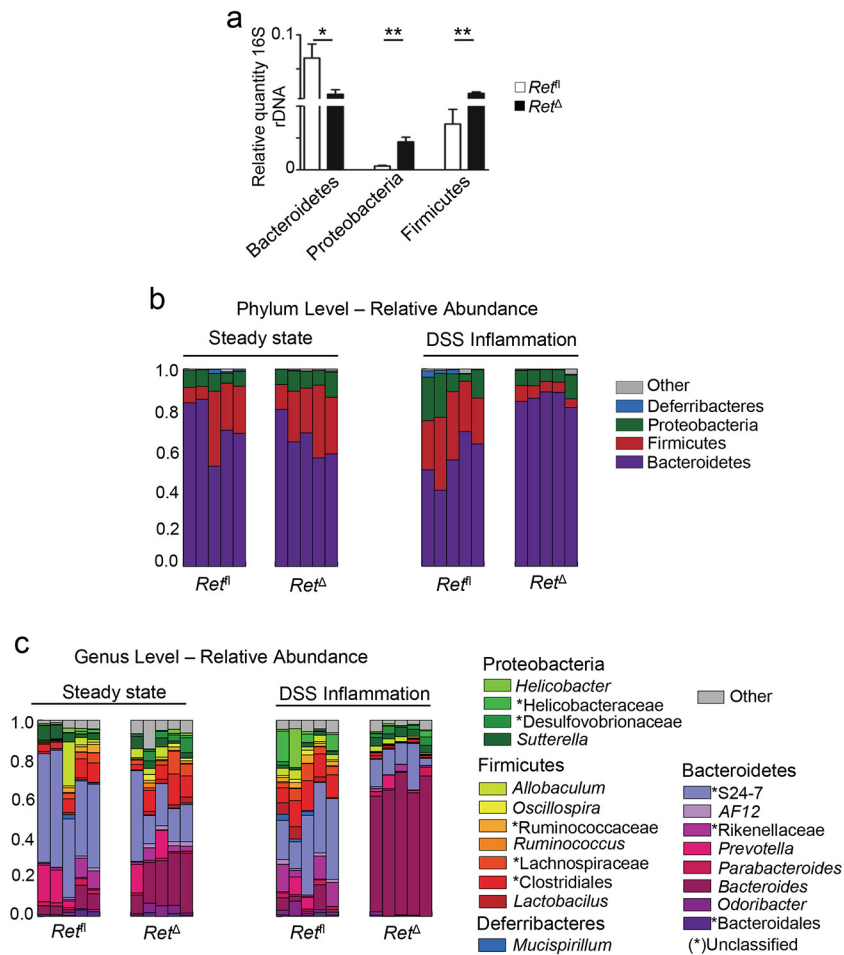 a
0.1
Relative quantity 16S
rDNA
0
* ** **
Ret^fl
Ret^Δ
Bacteroidetes
Proteobacteria
Firmicutes
b
Phylum Level – Relative Abundance
Steady state
DSS Inflammation
1.0
0.8
0.6
0.4
0.2
0.0
Ret^fl
Ret^Δ
Ret^fl
Ret^Δ
Other
Deferribacteres
Proteobacteria
Firmicutes
Bacteroidetes
c
Genus Level – Relative Abundance
Steady state
DSS Inflammation
1.0
0.8
0.6
0.4
0.2
0.0
Ret^fl
Ret^Δ
Ret^fl
Ret^Δ
Proteobacteria
Helicobacter
*Helicobacteraceae
*Desulfovobrionaceae
Sutterella
Other
Firmicutes
Allobaculum
Oscillospira
*Ruminococcaceae
Ruminococcus
*Lachnospiraceae
*Clostridiales
Lactobacilus
Deferribacteres
Mucispirillum
Bacteroidetes
*S24-7
AF12
*Rikenellaceae
Prevotella
Parabacteroides
Bacteroides
Odoribacter
*Bacteroidales
(*)Unclassified